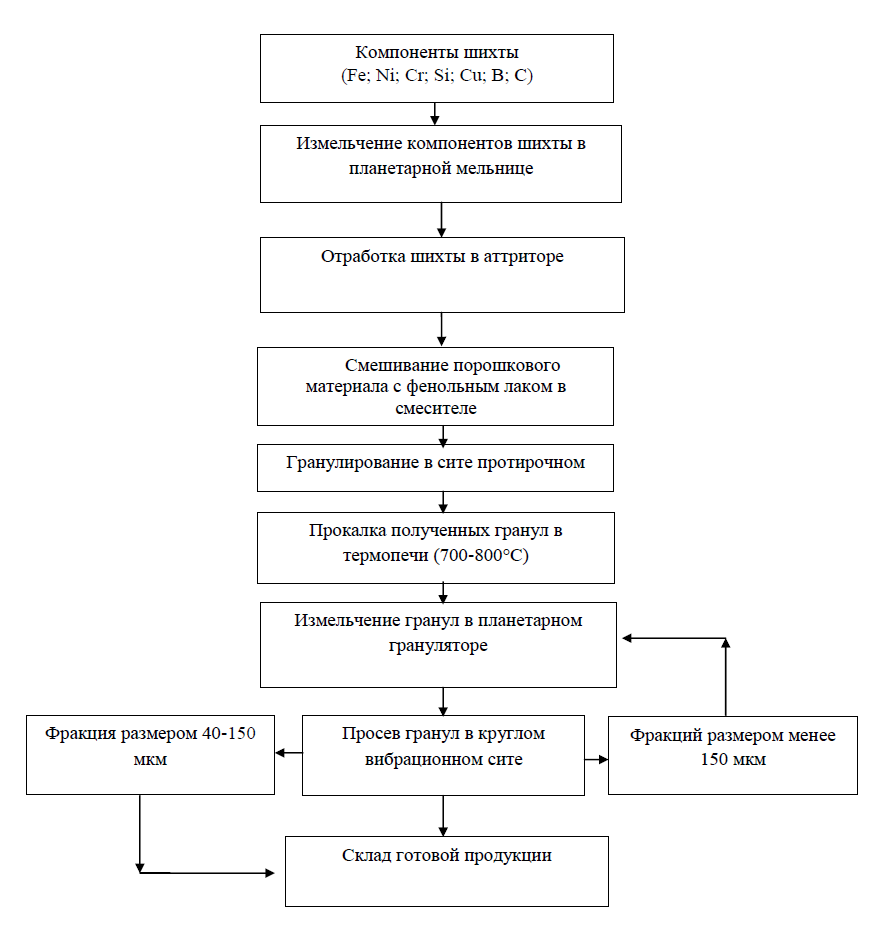 Компоненты шихты
(Fe; Ni; Cr; Si; Cu; B; C)
Измельчение компонентов шихты в
планетарной мельнице
Отработка шихты в аттриторе
Смешивание порошкового
материала с фенольным лаком в
смесителе
Гранулирование в сите протирочном
Прокалка полученных гранул в
термопечи (700-800°С)
Измельчение гранул в планетарном
грануляторе
Фракция размером 40-150
мкм
Просев гранул в круглом
вибрационном сите
Фракций размером менее
150 мкм
Склад готовой продукции